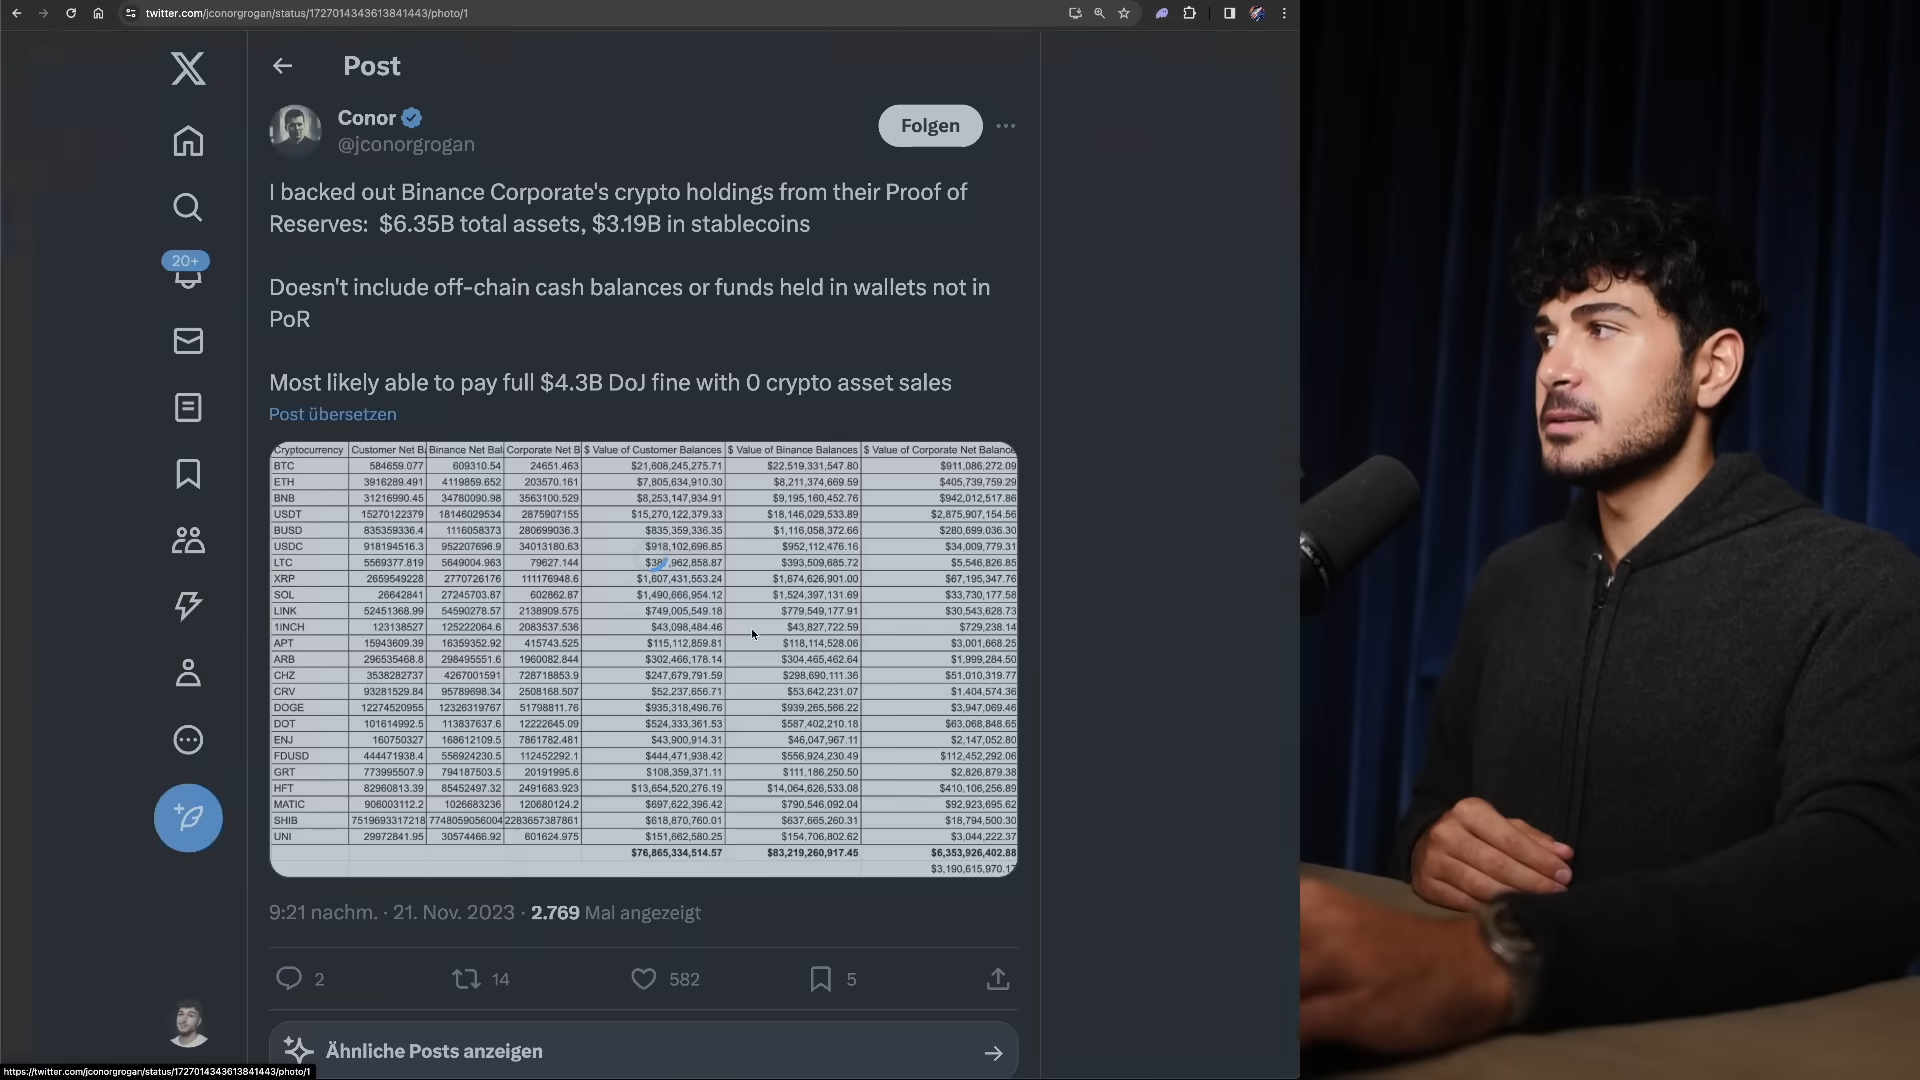 twitter.com/jconorgrogan/status/1727014343613841443/photo/1
Post
Conor
@jconorgrogan
Folgen
I backed out Binance Corporate's crypto holdings from their Proof of
Reserves: $6.35B total assets, $3.19B in stablecoins
Doesn't include off-chain cash balances or funds held in wallets not in
PoR
Most likely able to pay full $4.3B DoJ fine with 0 crypto asset sales
Post übersetzen
20+
Cryptocurrency Customer Net B Binance Net Bal Corporate Net B $ Value of Customer Balances $ Value of Binance Balances $ Value of Corporate Net Balance
BTC 584659.077 609310.54 24651.463 $21,608,245,275.71 $22,519,331,547.80 $911,086,272.09
ETH 3916289.491 4119859.652 203570.161 $7,805,634,910.30 $8,211,374,669.59 $405,739,759.29
BNB 31216990.45 34780090.98 3563100.529 $8,253,147,934.91 $9,195,160,452.76 $942,012,517.86
USDT 15270122379 18146029534 2875907155 $15,270,122,379.33 $18,146,029,533.89 $2,875,907,154.56
BUSD 835359336.4 1116058373 280699036.3 $835,359,336.35 $1,116,058,372.66 $280,699,036.30
USDC 918194516.3 952207696.9 34013180.63 $918,102,696.85 $952,112,476.16 $34,009,779.31
LTC 5569377.819 5649004.963 79627.144 $393,509,685.72 $5,546,826.85
XRP 2659549228 2770726176 111176948.6 $1,607,431,553.24 $1,674,626,901.00 $67,195,347.76
SOL 26642841 27245703.87 602862.87 $1,490,666,954.12 $1,524,397,131.69 $33,730,177.58
LINK 52451368.99 54590278.57 2138909.575 $749,005,549.18 $779,549,177.91 $30,543,628.73
1INCH 123138527 125222064.6 2083537.536 $43,098,484.46 $43,827,722.59 $729,238.14
APT 15943609.39 16359352.92 415743.525 $115,112,859.81 $118,114,528.06 $3,001,668.25
ARB 296535468.8 298495551.6 1960082.844 $302,466,178.14 $304,465,462.64 $1,999,284.50
CHZ 3538282737 4267001591 728718853.9 $247,679,791.59 $298,690,111.36 $51,010,319.77
CRV 93281529.84 95789698.34 2508168.507 $52,237,656.71 $53,642,231.07 $1,404,574.36
DOGE 12274520955 12326319767 51798811.76 $935,318,496.76 $939,265,566.22 $3,947,069.46
DOT 101614992.5 113837637.6 12222645.09 $524,333,361.53 $587,402,210.18 $63,068,848.65
ENJ 160750327 168612109.5 7861782.481 $43,900,914.31 $46,047,967.11 $2,147,052.80
FDUSD 444471938.4 556924230.5 112452292.1 $444,471,938.42 $556,924,230.49 $112,452,292.06
GRT 773995507.9 794187503.5 20191995.6 $108,359,371.11 $111,186,250.50 $2,826,879.38
HFT 82960813.39 85452497.32 2491683.923 $13,654,520,276.19 $14,064,626,533.08 $410,106,256.89
MATIC 906003112.2 1026683236 120680124.2 $697,622,396.42 $790,546,092.04 $92,923,695.62
SHIB 7519693317218 7748059056004 2283657387861 $618,870,760.01 $637,665,260.31 $18,794,500.30
UNI 29972841.95 30574466.92 601624.975 $151,662,580.25 $154,706,802.62 $3,044,222.37
$76,865,334,514.57 $83,219,260,917.45 $6,353,926,402.88
$3,190,615,970.17
9:21 nachm. · 21. Nov. 2023 · 2.769 Mal angezeigt
2 14 582 5
Ähnliche Posts anzeigen
https://twitter.com/jconorgrogan/status/1727014343613841443/photo/1